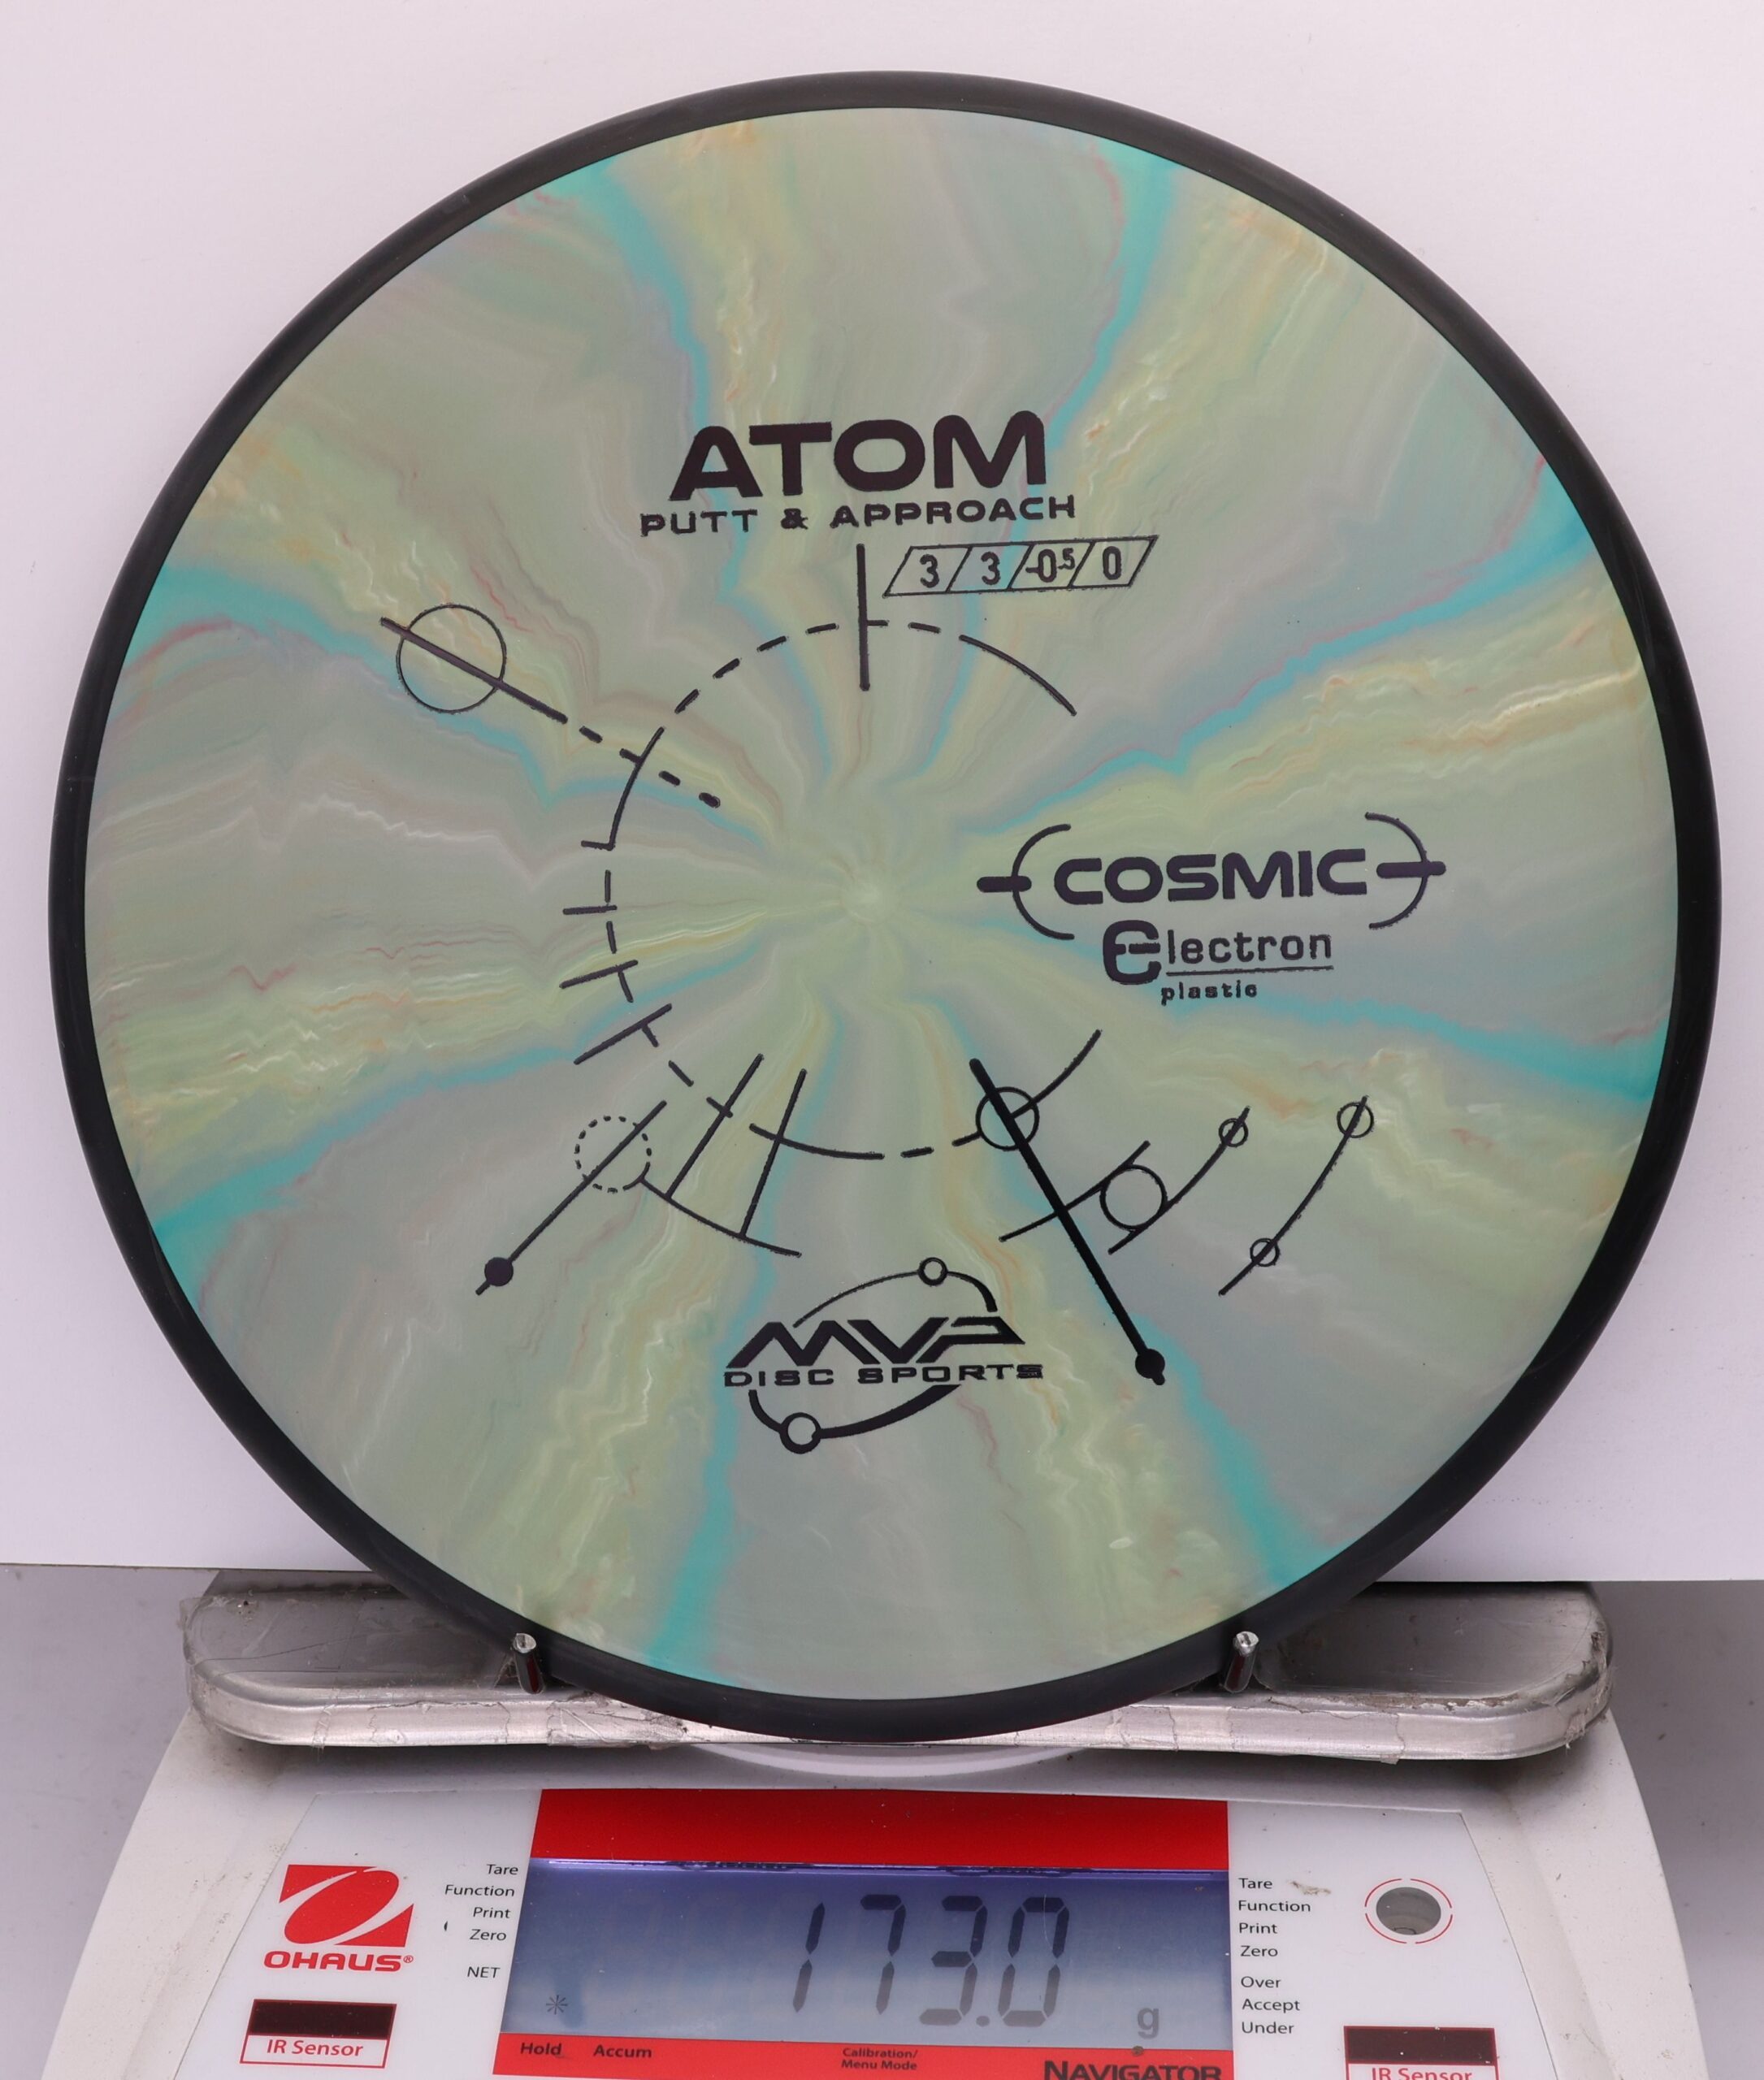 ATOM
PUTT & APPROACH
3 / 3 / -0.5 / 0
COSMIC
Electron
plastic
MVP
DISC SPORTS
Tare
Function
Print
Zero
NET
OHAUS®
IR Sensor
173.0 g
*
Hold Accum
Calibration/
Menu Mode
NAVIGATOR
Tare
Function
Print
Zero
Over
Accept
Under
IR Sensor